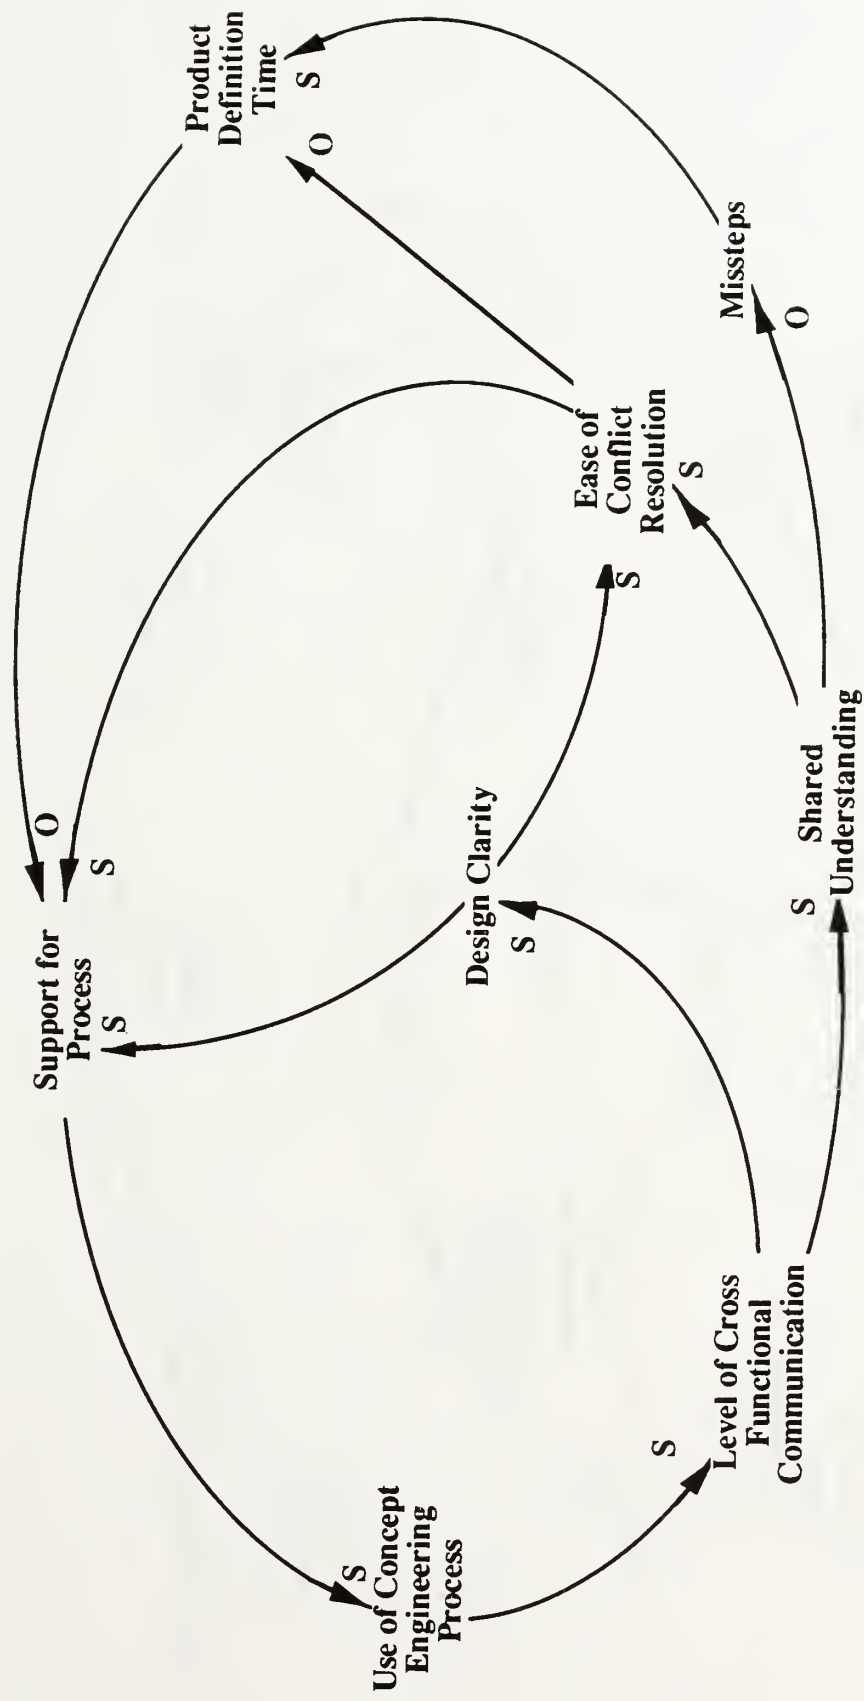 Support for
Process
S
S
O
Product
Definition
Time
S
O
Use of Concept
Engineering
Process
S
Design Clarity
S
Ease of
Conflict
Resolution
S
S
Level of Cross
Functional
Communication
S
Shared
Understanding
S
Missteps
O